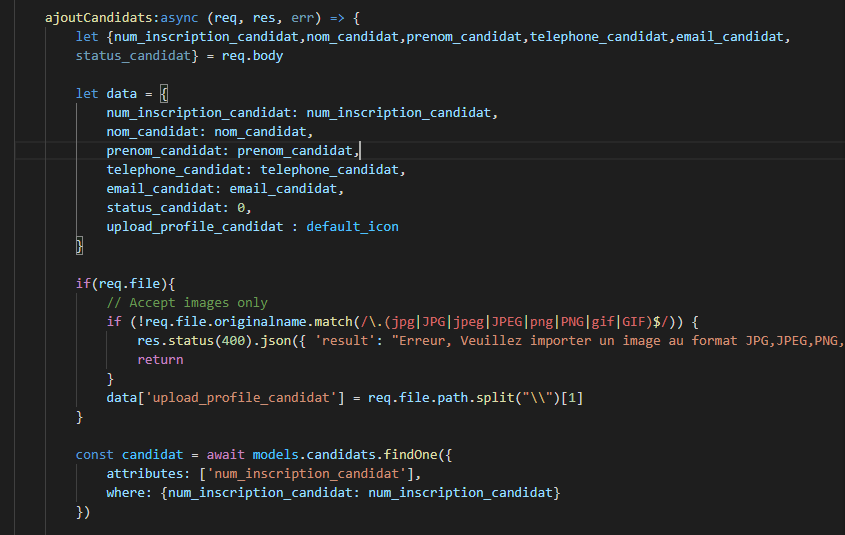 ajoutCandidats:async (req, res, err) => {
let {num_inscription_candidat,nom_candidat,prenom_candidat,telephone_candidat,email_candidat,
status_candidat} = req.body
let data = {
num_inscription_candidat: num_inscription_candidat,
nom_candidat: nom_candidat,
prenom_candidat: prenom_candidat,
telephone_candidat: telephone_candidat,
email_candidat: email_candidat,
status_candidat: 0,
upload_profile_candidat : default_icon
}
if(req.file){
// Accept images only
if (!req.file.originalname.match(/\.(jpg|JPG|jpeg|JPEG|png|PNG|gif|GIF)$/)) {
res.status(400).json({ 'result': "Erreur, Veuillez importer un image au format JPG,JPEG,PNG,
return
}
data['upload_profile_candidat'] = req.file.path.split("\\")[1]
}
const candidat = await models.candidats.findOne({
attributes: ['num_inscription_candidat'],
where: {num_inscription_candidat: num_inscription_candidat}
})